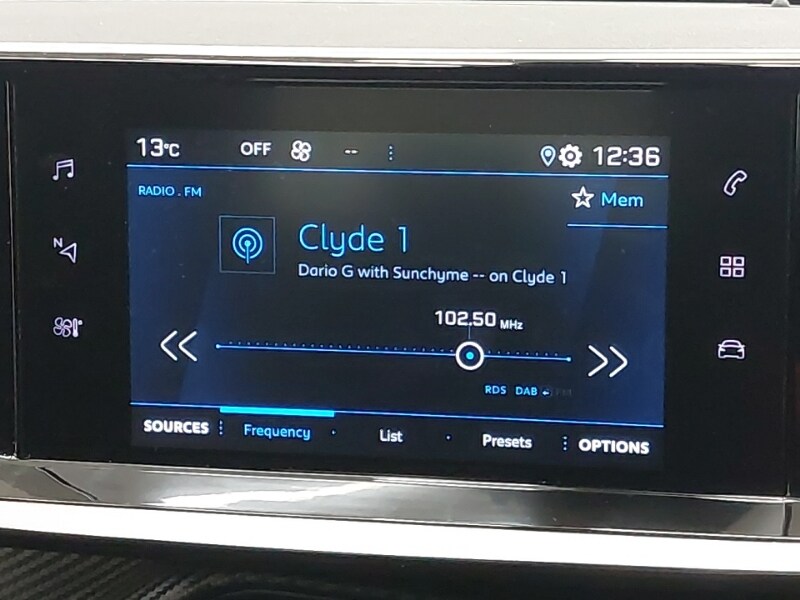 13°C OFF -- 12:36
RADIO . FM
Mem
Clyde 1
Dario G with Sunchyme -- on Clyde 1
102.50 MHz
RDS DAB FM
SOURCES Frequency List Presets OPTIONS
N